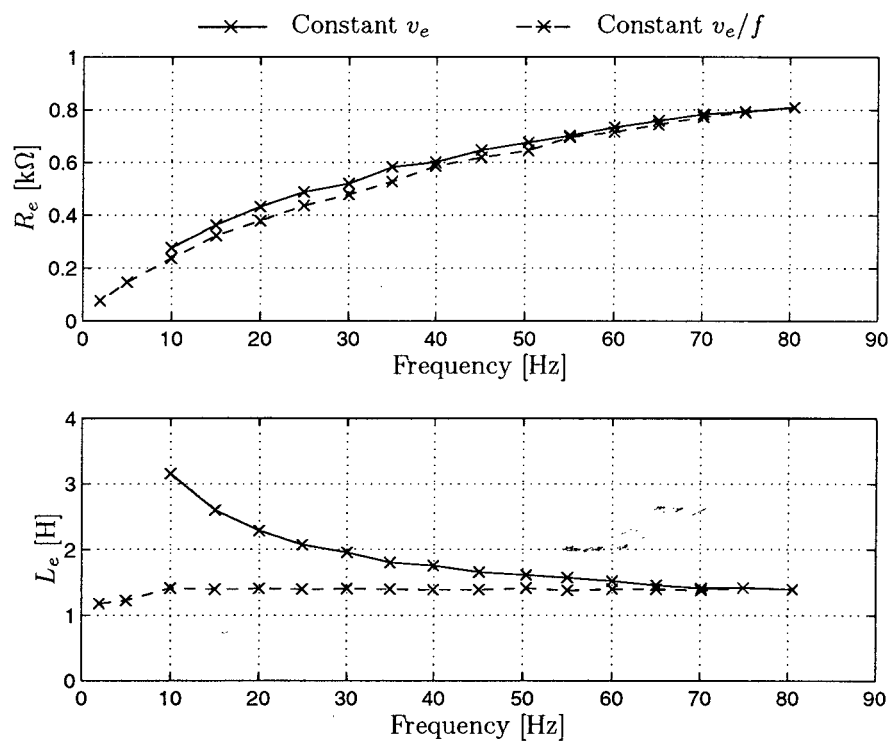 Constant v_e Constant v_e/f
1
0.8
0.6
0.4
0.2
0
R_e [kΩ]
0 10 20 30 40 50 60 70 80 90
Frequency [Hz]
4
3
2
1
0
L_e [H]
0 10 20 30 40 50 60 70 80 90
Frequency [Hz]